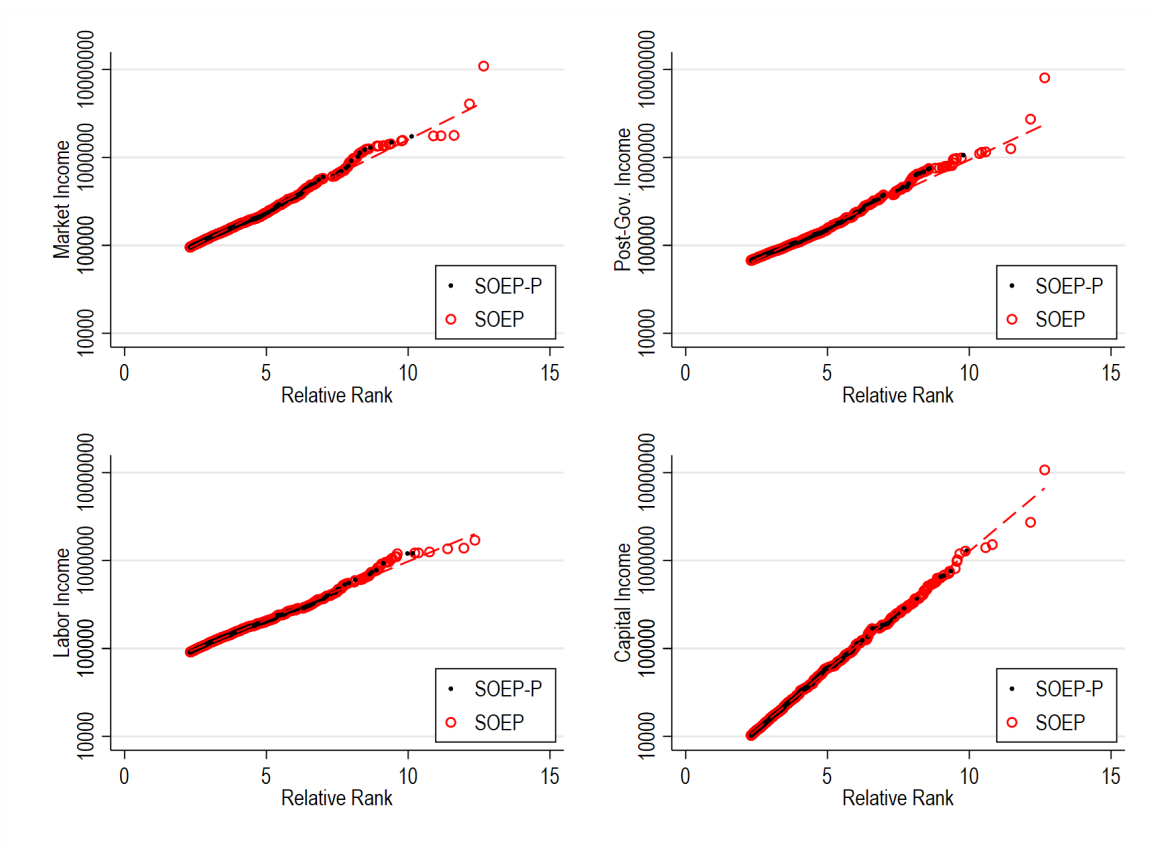 Market Income
10000000
1000000
100000
10000
SOEP-P
SOEP
0 5 10 15
Relative Rank
Post-Gov. Income
10000000
1000000
100000
10000
SOEP-P
SOEP
0 5 10 15
Relative Rank
Labor Income
10000000
1000000
100000
10000
SOEP-P
SOEP
0 5 10 15
Relative Rank
Capital Income
10000000
1000000
100000
10000
SOEP-P
SOEP
0 5 10 15
Relative Rank